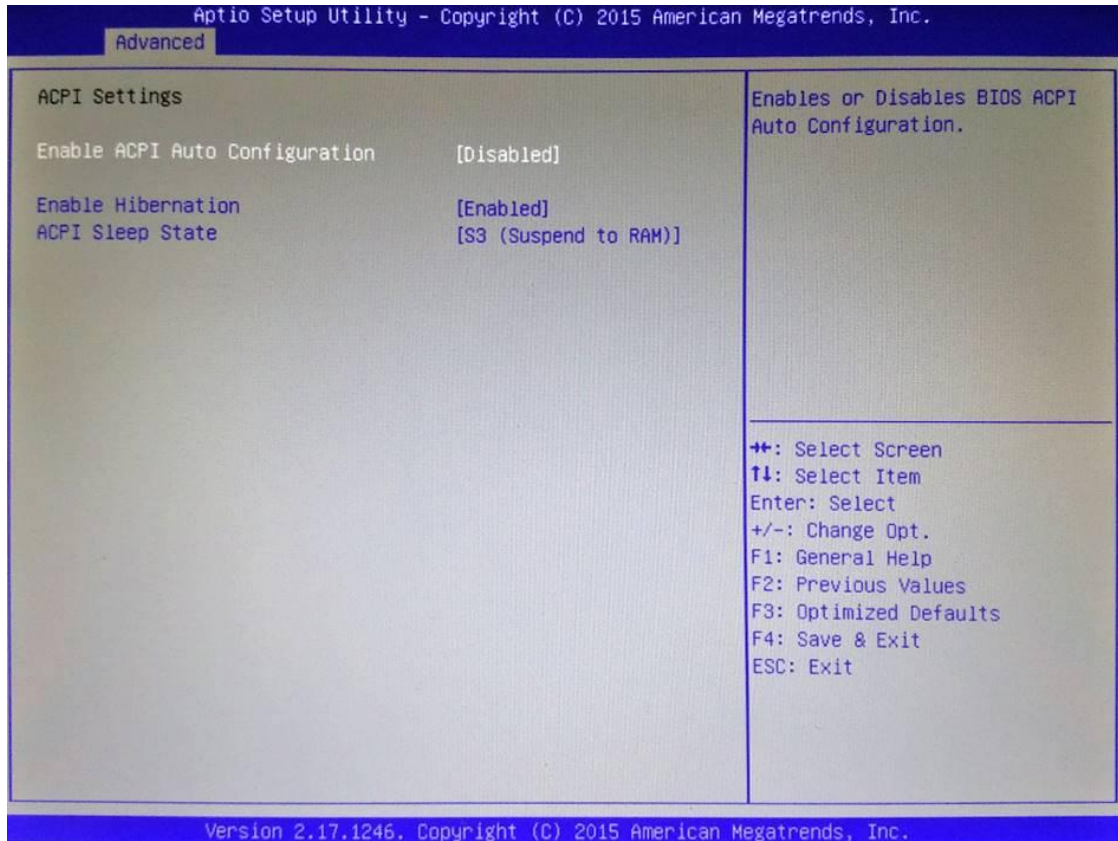 Aptio Setup Utility - Copyright (C) 2015 American Megatrends, Inc.
Advanced
ACPI Settings
Enable ACPI Auto Configuration [Disabled]
Enable Hibernation [Enabled]
ACPI Sleep State [S3 (Suspend to RAM)]
Enables or Disables BIOS ACPI
Auto Configuration.
→←: Select Screen
↑↓: Select Item
Enter: Select
+/-: Change Opt.
F1: General Help
F2: Previous Values
F3: Optimized Defaults
F4: Save & Exit
ESC: Exit
Version 2.17.1246. Copyright (C) 2015 American Megatrends, Inc.